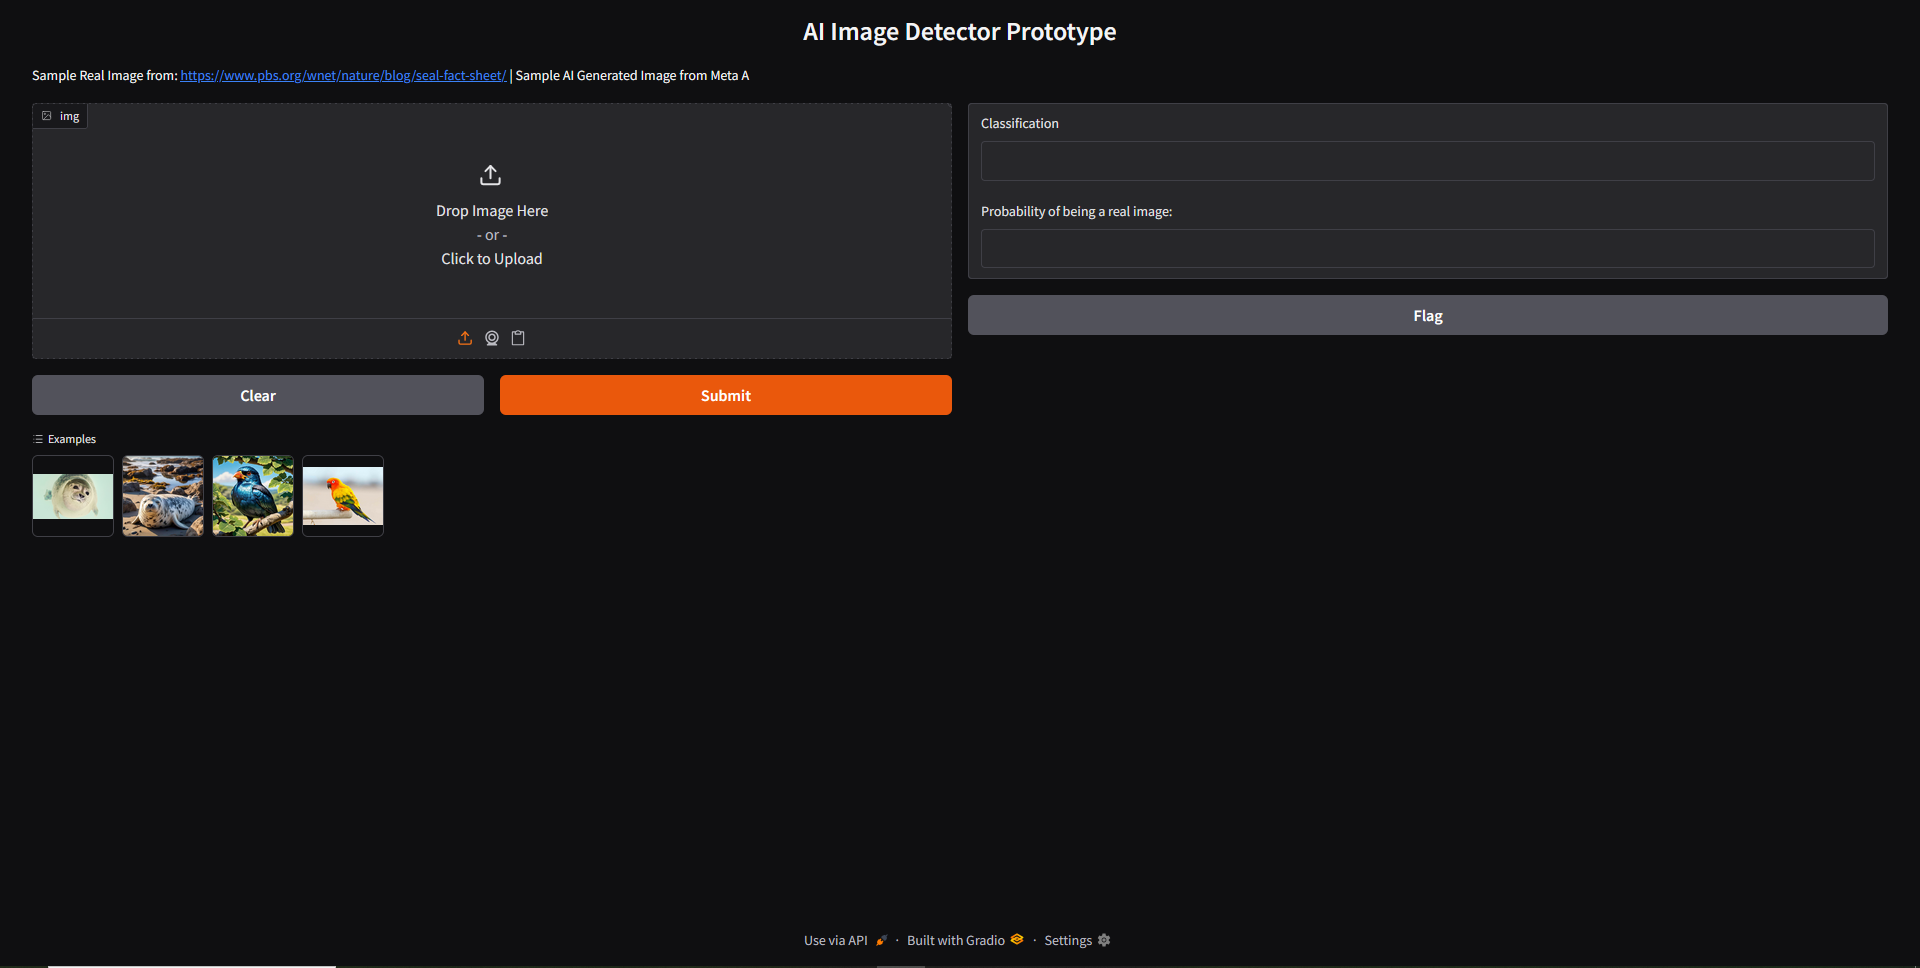 AI Image Detector Prototype
Sample Real Image from: https://www.pbs.org/wnet/nature/blog/seal-fact-sheet/ | Sample AI Generated Image from Meta A
img
Drop Image Here
- or -
Click to Upload
Clear
Submit
Examples
Classification
Probability of being a real image:
Flag
Use via API · Built with Gradio · Settings